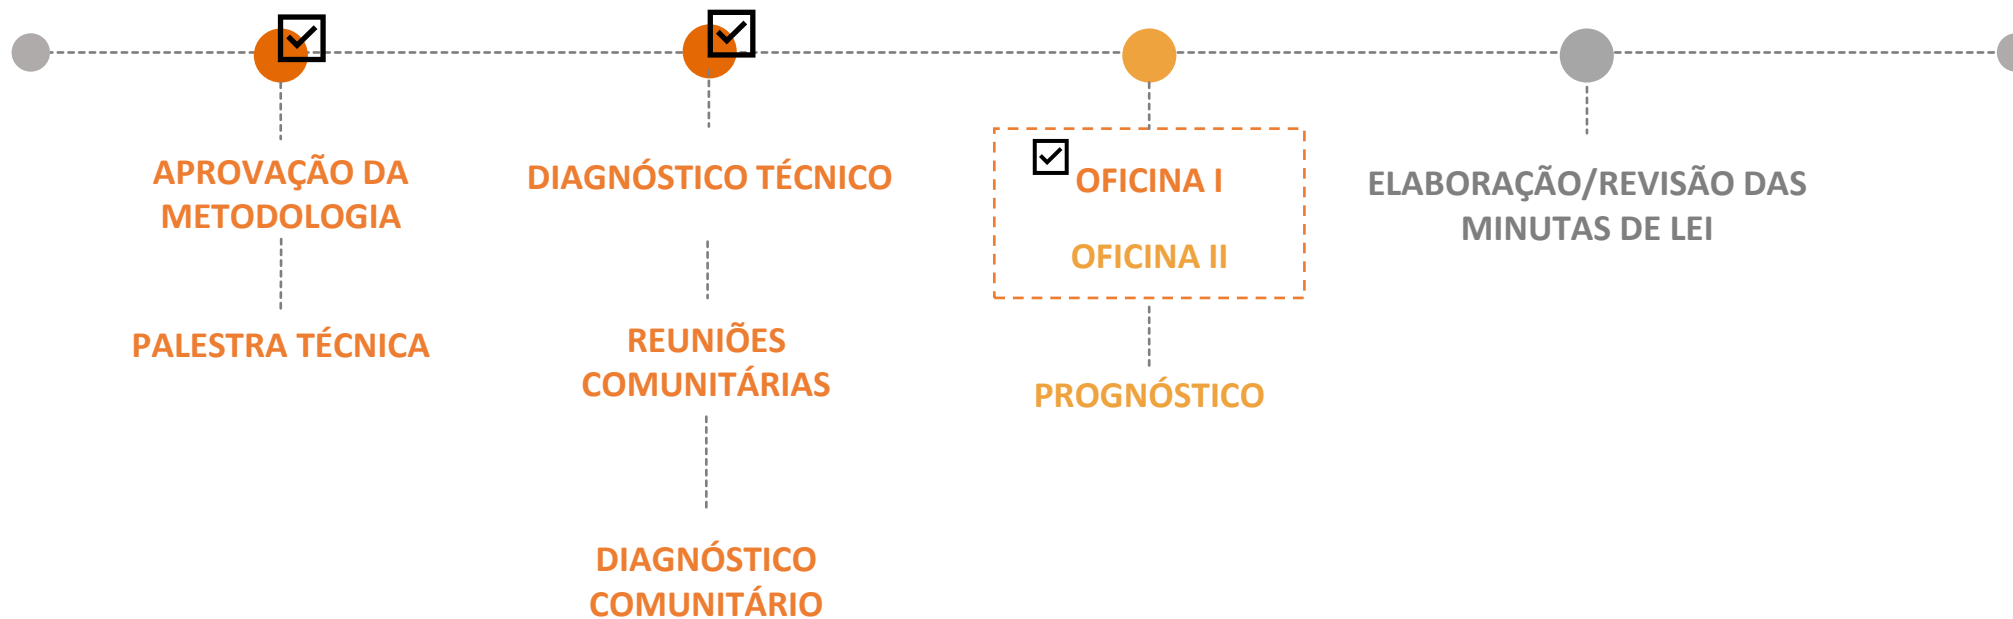 APROVAÇÃO DA
METODOLOGIA
PALESTRA TÉCNICA
DIAGNÓSTICO TÉCNICO
REUNIÕES
COMUNITÁRIAS
DIAGNÓSTICO
COMUNITÁRIO
OFICINA I
OFICINA II
PROGNÓSTICO
ELABORAÇÃO/REVISÃO DAS
MINUTAS DE LEI